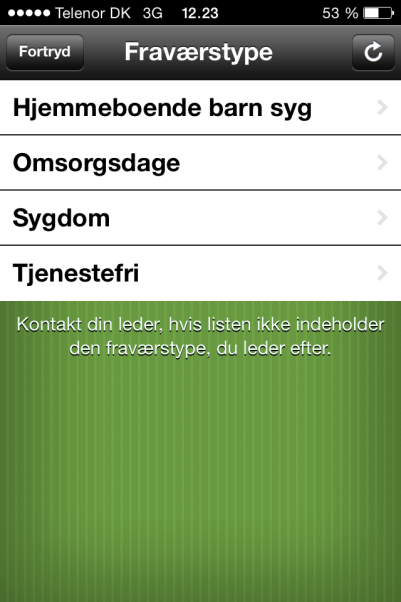 Telenor DK 3G 12.23 53 %
Fortryd Fraværstype
Hjemmeboende barn syg
Omsorgsdage
Sygdom
Tjenestefri
Kontakt din leder, hvis listen ikke indeholder
den fraværstype, du leder efter.